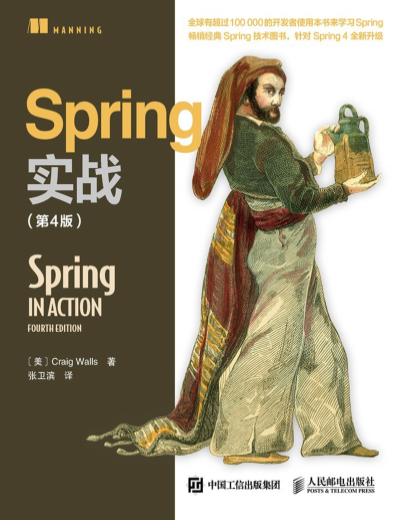 MANNING
全球有超过100 000的开发者使用本书来学习Spring
畅销经典 Spring 技术图书，针对 Spring 4 全新升级
Spring
实战
（第4版）
Spring
IN ACTION
FOURTH EDITION
［美］Craig Walls 著
张卫滨 译
中国工信出版集团
人民邮电出版社
POSTS & TELECOM PRESS